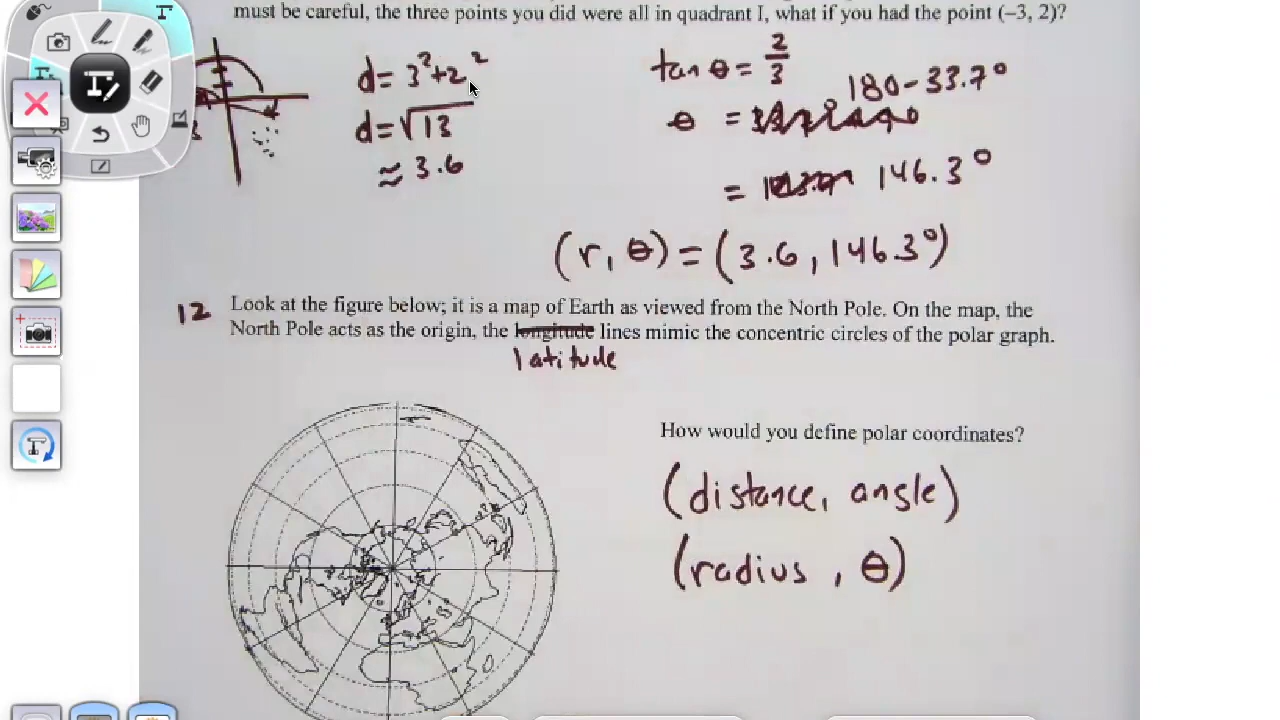 must be careful, the three points you did were all in quadrant I, what if you had the point (−3, 2)?
d= 3²+2²
d=√13
≈ 3.6
tan θ = 2/3
180-33.7°
θ =
= 146.3°
(r, θ) = (3.6, 146.3°)
12 Look at the figure below; it is a map of Earth as viewed from the North Pole. On the map, the
North Pole acts as the origin, the longitude lines mimic the concentric circles of the polar graph.
latitude
How would you define polar coordinates?
(distance, angle)
(radius, θ)